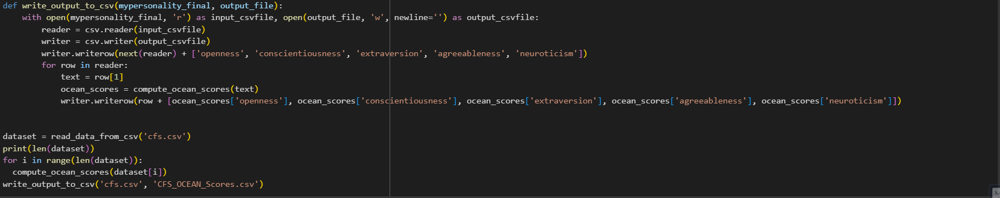 def write_output_to_csv(mypersonality_final, output_file):
    with open(mypersonality_final, 'r') as input_csvfile, open(output_file, 'w', newline='') as output_csvfile:
        reader = csv.reader(input_csvfile)
        writer = csv.writer(output_csvfile)
        writer.writerow(next(reader) + ['openness', 'conscientiousness', 'extraversion', 'agreeableness', 'neuroticism'])
        for row in reader:
            text = row[1]
            ocean_scores = compute_ocean_scores(text)
            writer.writerow(row + [ocean_scores['openness'], ocean_scores['conscientiousness'], ocean_scores['extraversion'], ocean_scores['agreeableness'], ocean_scores['neuroticism']])
dataset = read_data_from_csv('cfs.csv')
print(len(dataset))
for i in range(len(dataset)):
  compute_ocean_scores(dataset[i])
write_output_to_csv('cfs.csv', 'CFS_OCEAN_Scores.csv')